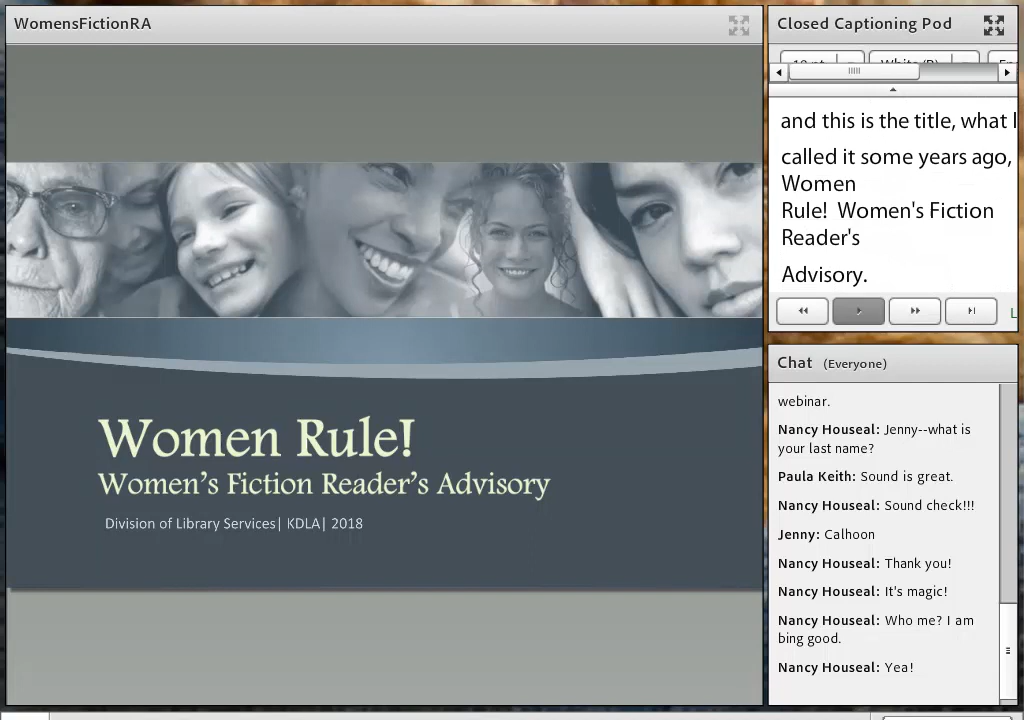 WomensFictionRA
Women Rule!
Women's Fiction Reader's Advisory
Division of Library Services| KDLA| 2018
Closed Captioning Pod
and this is the title, what I
called it some years ago,
Women
Rule! Women's Fiction
Reader's
Advisory.
Chat (Everyone)
webinar.
Nancy Houseal: Jenny--what is
your last name?
Paula Keith: Sound is great.
Nancy Houseal: Sound check!!!
Jenny: Calhoon
Nancy Houseal: Thank you!
Nancy Houseal: It's magic!
Nancy Houseal: Who me? I am
bing good.
Nancy Houseal: Yea!